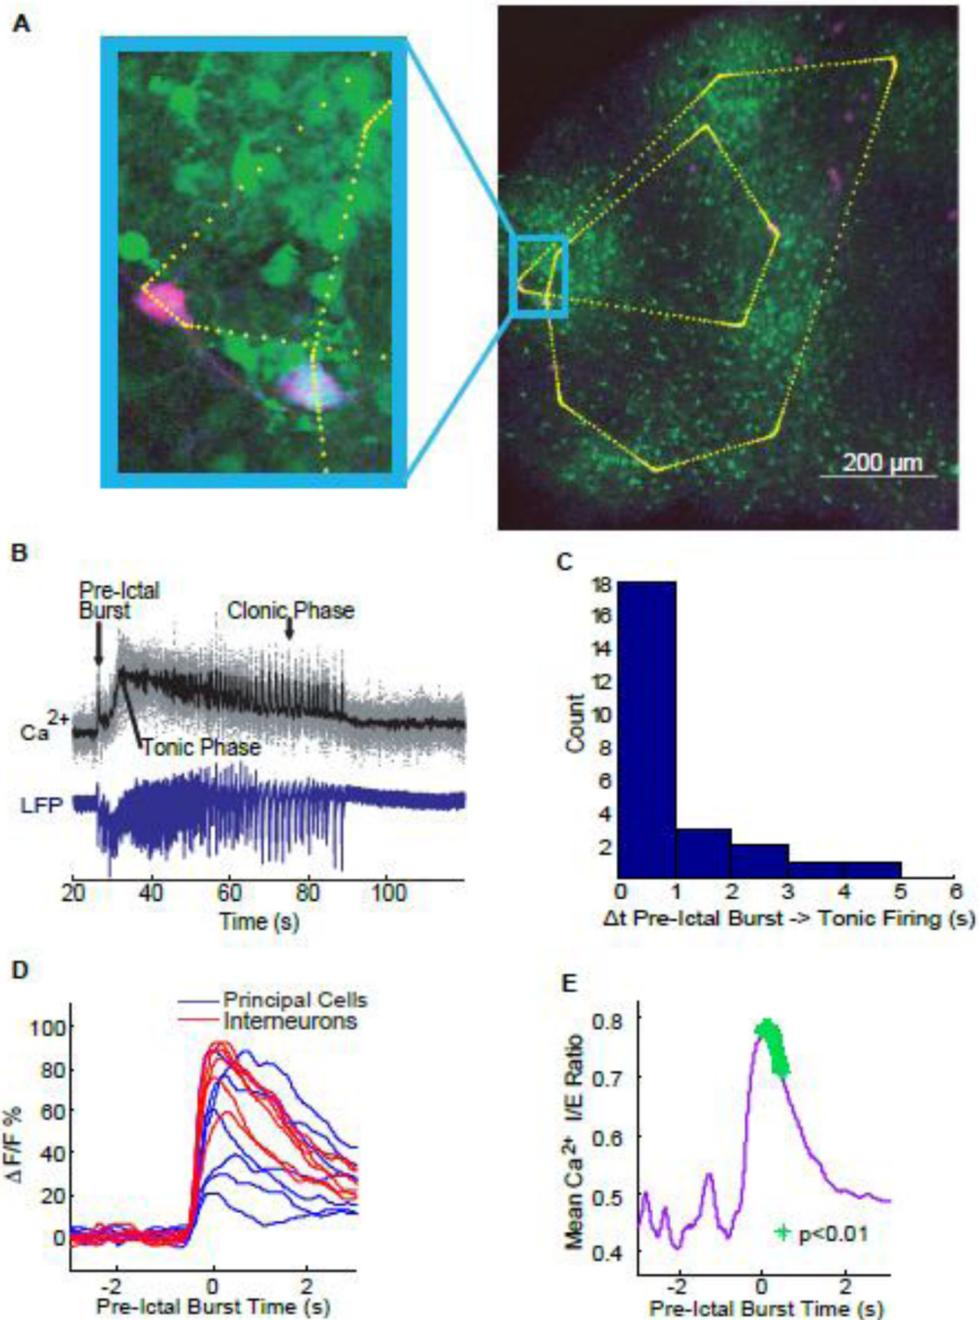 A
200 µm
B
Pre-Ictal
Burst
Clonic Phase
Ca2+
Tonic Phase
LFP
20 40 60 80 100
Time (s)
C
18
16
14
12
10
8
6
4
2
Count
0 1 2 3 4 5 6
Δt Pre-Ictal Burst -> Tonic Firing (s)
D
Principal Cells
Interneurons
100
80
60
40
20
0
Δ F/F %
-2 0 2
Pre-Ictal Burst Time (s)
E
0.8
0.7
0.6
0.5
0.4
Mean Ca2+ I/E Ratio
p<0.01
-2 0 2
Pre-Ictal Burst Time (s)